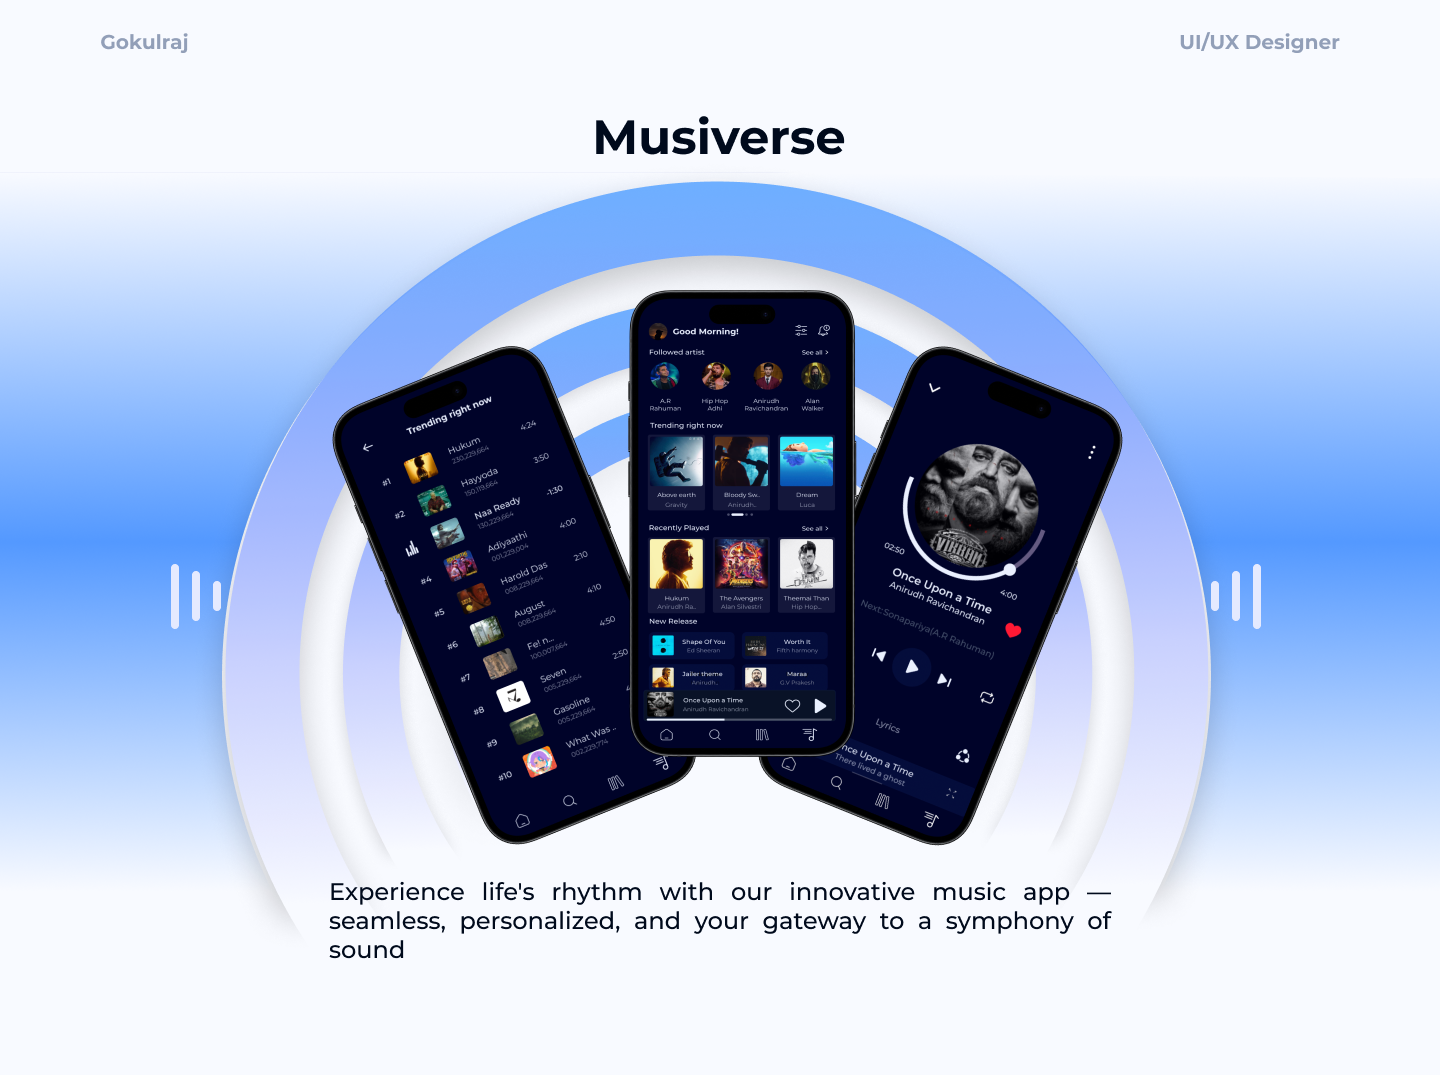 Gokulraj
UI/UX Designer
Musiverse
Trending right now
#1
Hukum
230,229,664
4:24
#2
Hayyoda
150,119,664
3:50
Naa Ready
130,229,664
-1:30
#4
Adiyaathi
001,229,004
4:00
#5
Harold Das
008,229,664
2:10
#6
August
008,229,664
4:10
#7
Fe! n...
100,007,664
4:50
#8
Seven
005,229,664
2:50
#9
Gasoline
005,229,664
#10
What Was ..
002,229,774
Good Morning!
Followed artist
See all >
A.R
Rahuman
Hip Hop
Adhi
Anirudh
Ravichandran
Alan
Walker
Trending right now
Above earth
Gravity
Bloody Sw..
Anirudh..
Dream
Luca
Recently Played
See all >
Hukum
Anirudh Ra..
The Avengers
Alan Silvestri
Theemai Than
Hip Hop...
New Release
Shape Of You
Ed Sheeran
Worth It
Fifth harmony
Jailer theme
Anirudh..
Maraa
G.V Prakesh
Once Upon a Time
Anirudh Ravichandran
VIKRAM
02:50
4:00
Once Upon a Time
Anirudh Ravichandran
Next:Sonapariya(A.R Rahuman)
Lyrics
nce Upon a Time
There lived a ghost
Experience life's rhythm with our innovative music app —
seamless, personalized, and your gateway to a symphony of
sound